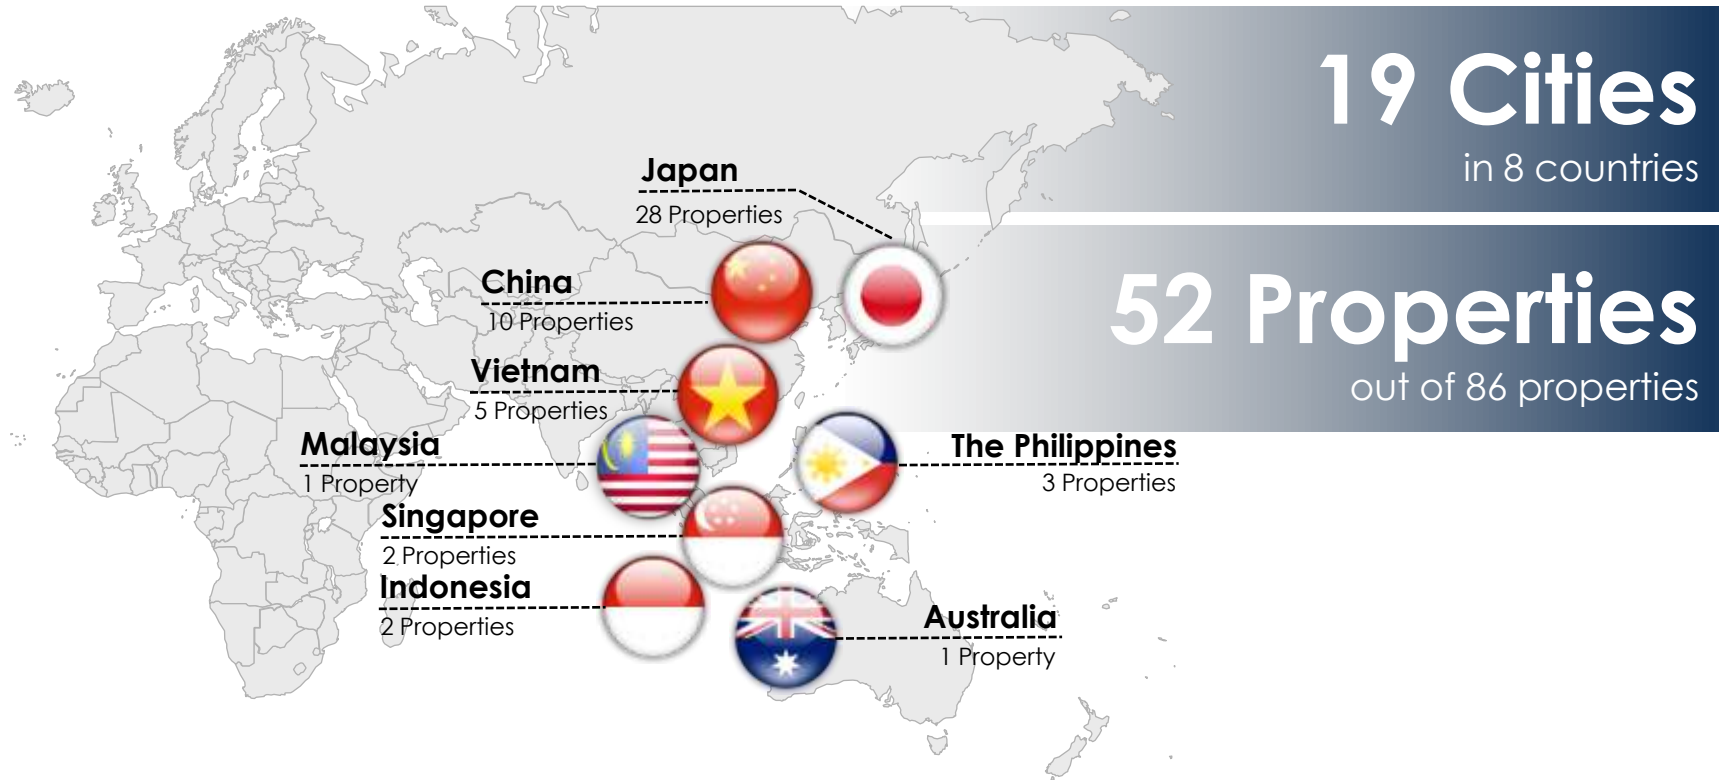 19 Cities
in 8 countries
52 Properties
out of 86 properties
Japan
28 Properties
China
10 Properties
Vietnam
5 Properties
Malaysia
1 Property
The Philippines
3 Properties
Singapore
2 Properties
Indonesia
2 Properties
Australia
1 Property